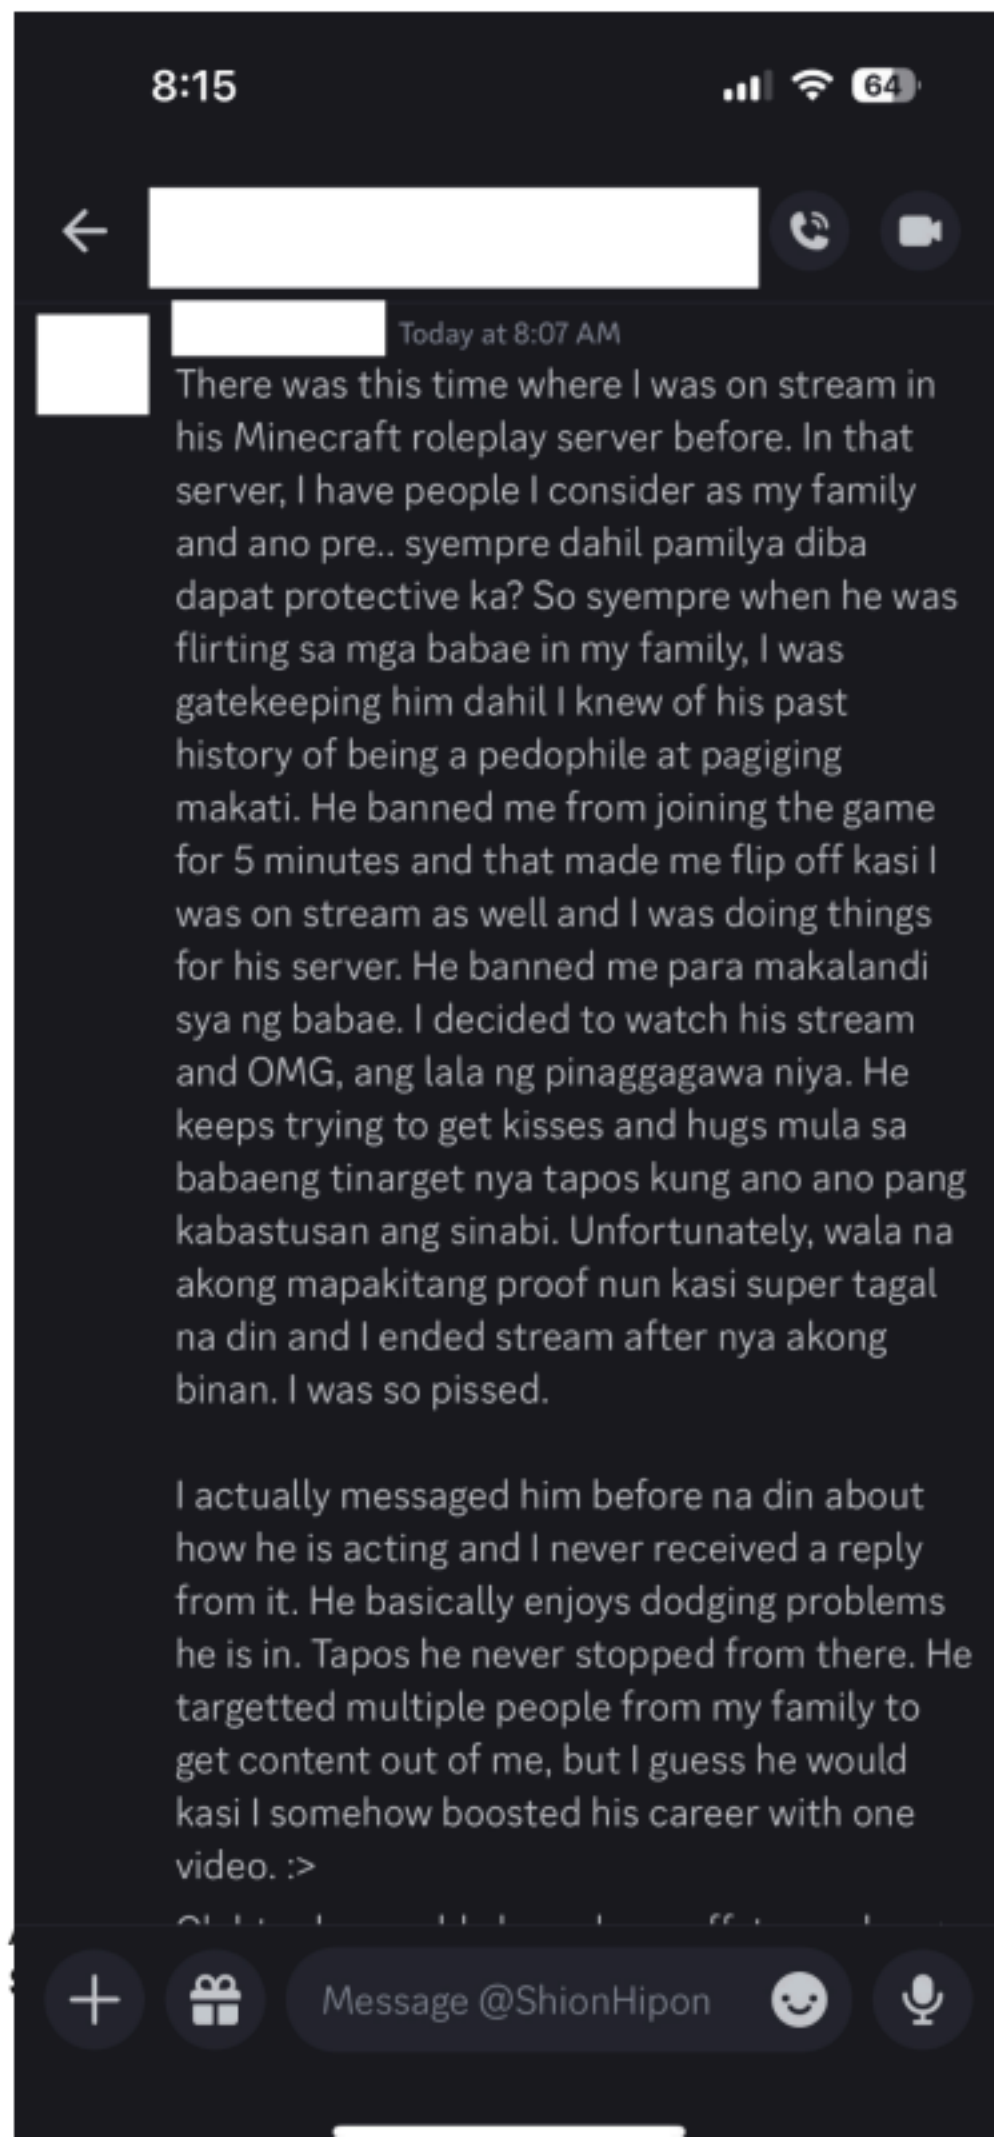 8:15
64
Today at 8:07 AM
There was this time where I was on stream in
his Minecraft roleplay server before. In that
server, I have people I consider as my family
and ano pre.. syempre dahil pamilya diba
dapat protective ka? So syempre when he was
flirting sa mga babae in my family, I was
gatekeeping him dahil I knew of his past
history of being a pedophile at pagiging
makati. He banned me from joining the game
for 5 minutes and that made me flip off kasi I
was on stream as well and I was doing things
for his server. He banned me para makalandi
sya ng babae. I decided to watch his stream
and OMG, ang lala ng pinaggagawa niya. He
keeps trying to get kisses and hugs mula sa
babaeng tinarget nya tapos kung ano ano pang
kabastusan ang sinabi. Unfortunately, wala na
akong mapakitang proof nun kasi super tagal
na din and I ended stream after nya akong
binan. I was so pissed.
I actually messaged him before na din about
how he is acting and I never received a reply
from it. He basically enjoys dodging problems
he is in. Tapos he never stopped from there. He
targetted multiple people from my family to
get content out of me, but I guess he would
kasi I somehow boosted his career with one
video. :>
Message @ShionHipon